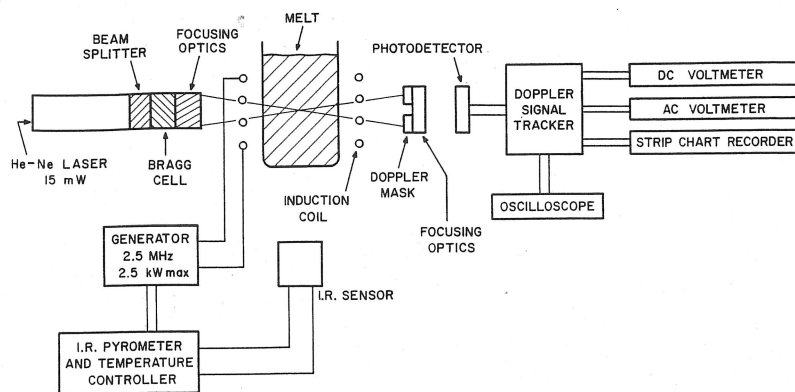 MELT
BEAM
SPLITTER
FOCUSING
OPTICS
PHOTODETECTOR
DOPPLER
SIGNAL
TRACKER
DC VOLTMETER
AC VOLTMETER
STRIP CHART RECORDER
He-Ne LASER
15 mW
BRAGG
CELL
INDUCTION
COIL
DOPPLER
MASK
FOCUSING
OPTICS
OSCILLOSCOPE
GENERATOR
2.5 MHz
2.5 kW max
I.R. SENSOR
I.R. PYROMETER
AND TEMPERATURE
CONTROLLER